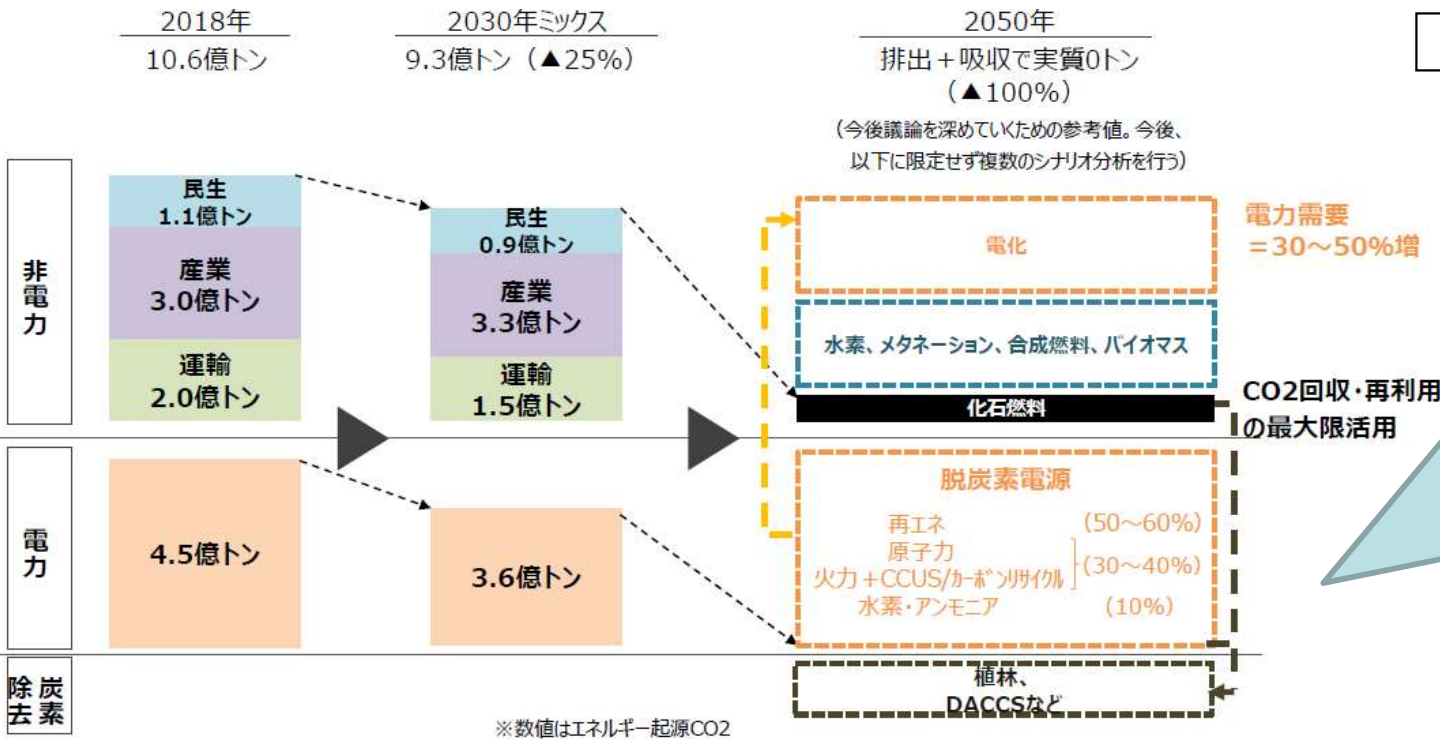 2018年
10.6億トン
2030年ミックス
9.3億トン（▲25%）
2050年
排出＋吸収で実質0トン
（▲100%）
（今後議論を深めていくための参考値。今後、
以下に限定せず複数のシナリオ分析を行う）
非電力
民生
1.1億トン
産業
3.0億トン
運輸
2.0億トン
民生
0.9億トン
産業
3.3億トン
運輸
1.5億トン
電化
電力需要
＝30～50%増
水素、メタネーション、合成燃料、バイオマス
化石燃料
CO2回収・再利用
の最大限活用
電力
4.5億トン
3.6億トン
脱炭素電源
再エネ （50～60%）
原子力
火力＋CCUS/カーボンリサイクル （30～40%）
水素・アンモニア （10%）
炭素除去
植林、
DACCSなど
※数値はエネルギー起源CO2